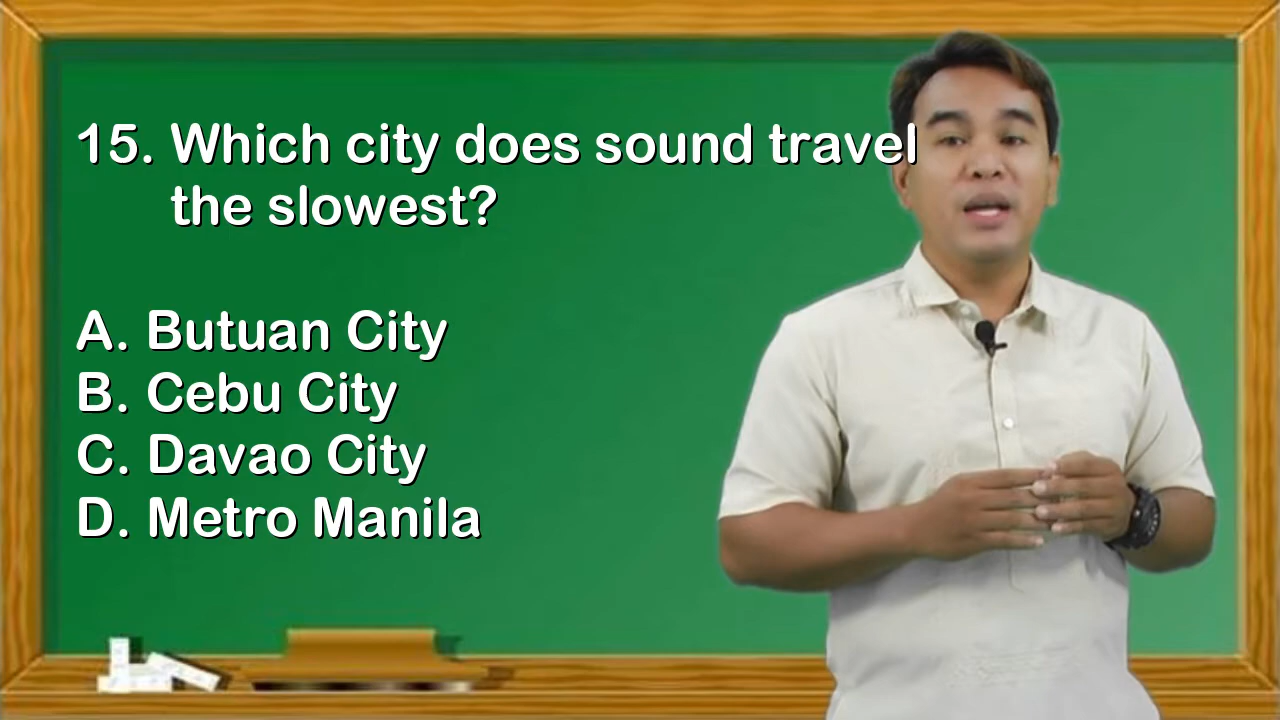 15. Which city does sound travel
the slowest?
A. Butuan City
B. Cebu City
C. Davao City
D. Metro Manila